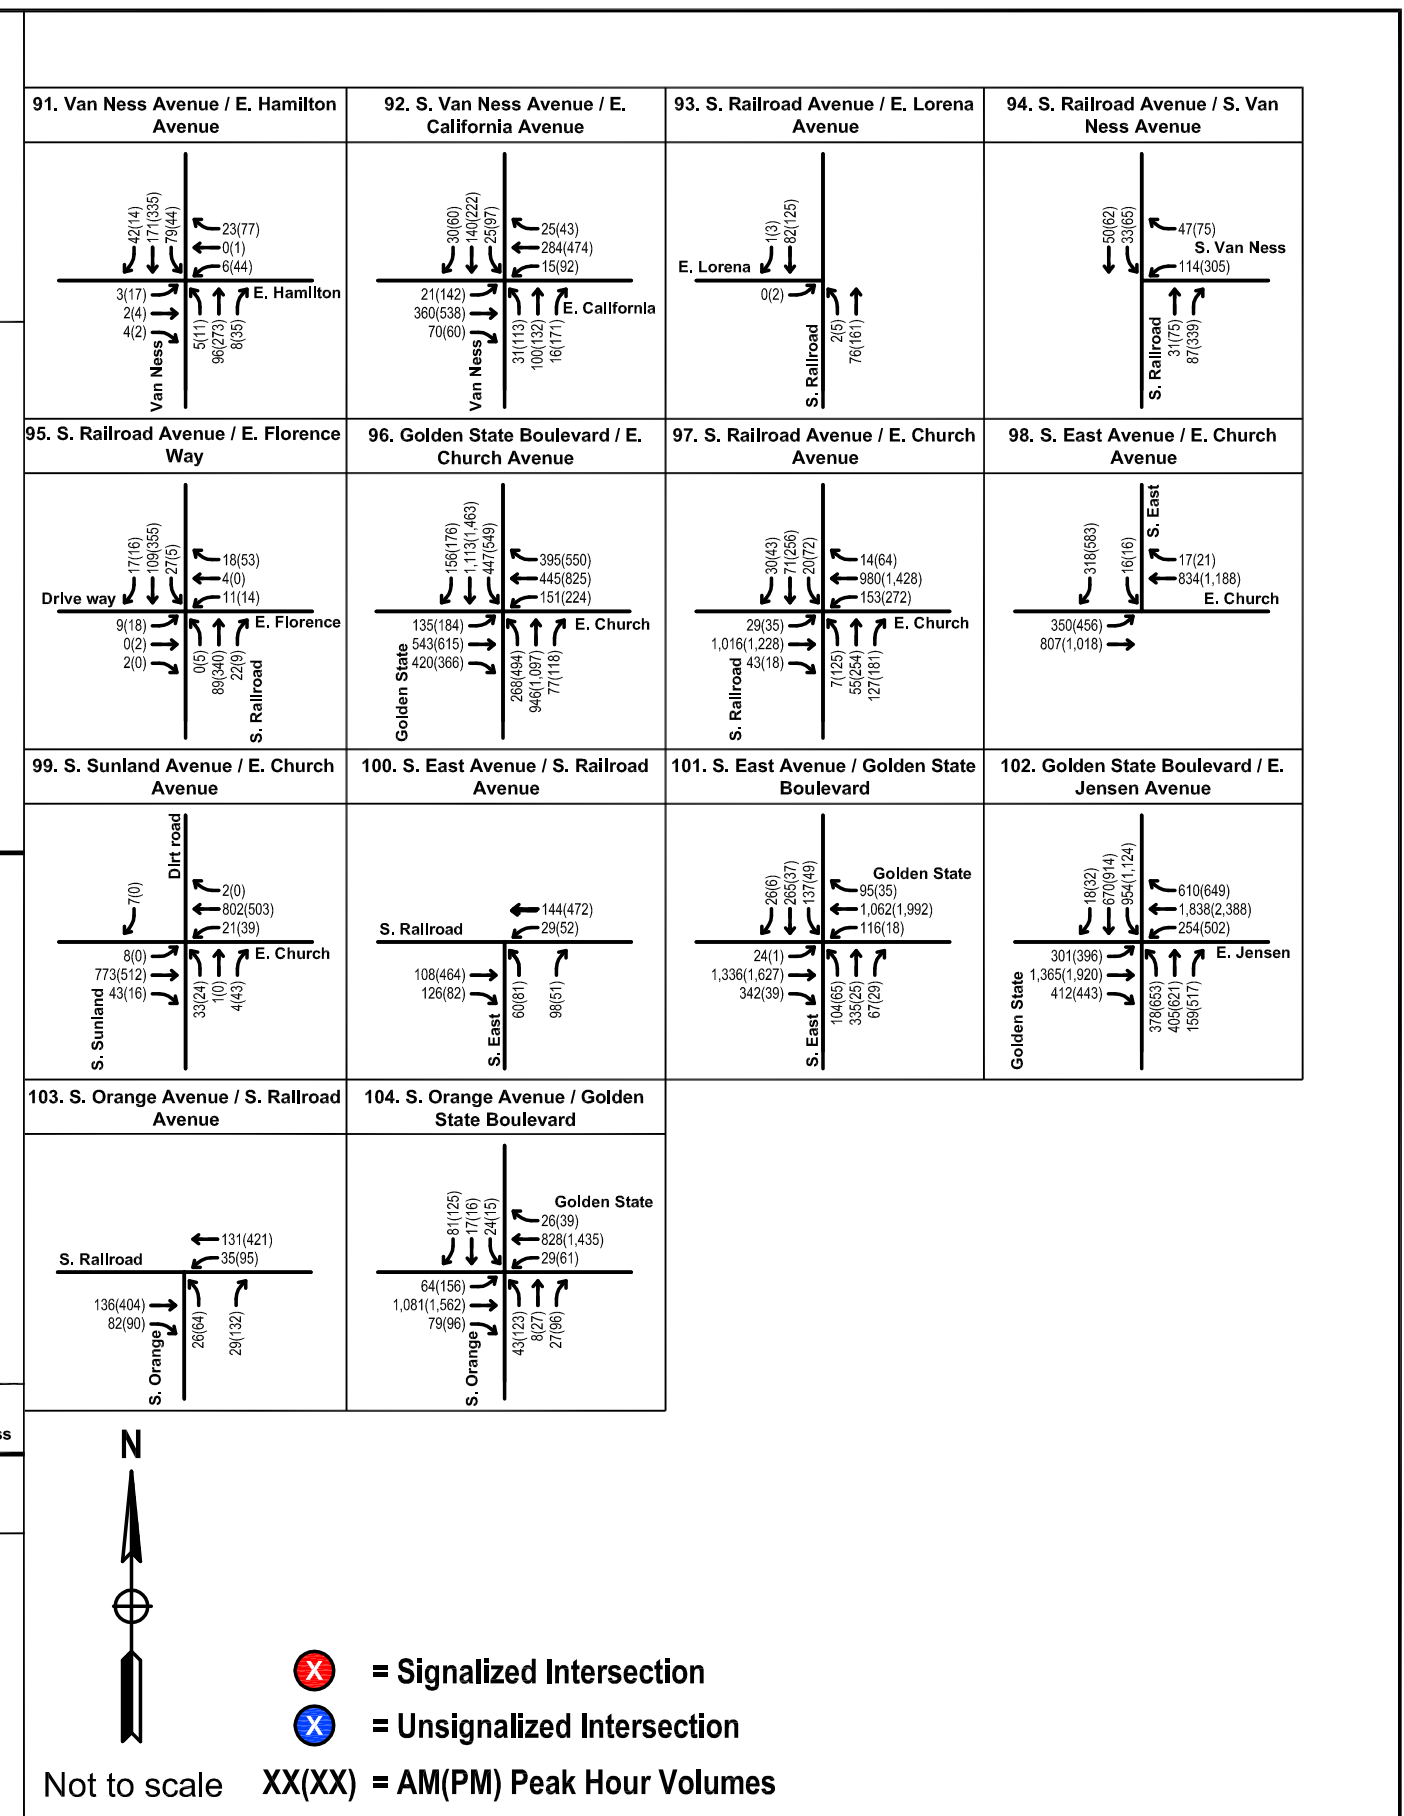 91. Van Ness Avenue / E. Hamilton
Avenue
42(14)
171(335)
79(44)
23(77)
0(1)
6(44)
E. Hamilton
3(17)
2(4)
4(2)
5(11)
96(273)
8(35)
Van Ness
92. S. Van Ness Avenue / E.
California Avenue
30(60)
140(222)
25(97)
25(43)
284(474)
15(92)
E. California
21(142)
360(538)
70(60)
31(113)
100(132)
16(171)
Van Ness
93. S. Railroad Avenue / E. Lorena
Avenue
1(3)
82(125)
E. Lorena
0(2)
2(5)
76(161)
S. Railroad
94. S. Railroad Avenue / S. Van
Ness Avenue
50(62)
33(65)
47(75)
S. Van Ness
114(305)
31(75)
87(339)
S. Railroad
95. S. Railroad Avenue / E. Florence
Way
17(16)
109(355)
27(5)
18(53)
4(0)
11(14)
Drive way
E. Florence
9(18)
0(2)
2(0)
0(5)
89(340)
22(9)
S. Railroad
96. Golden State Boulevard / E.
Church Avenue
156(176)
1,113(1,463)
447(549)
395(550)
445(825)
151(224)
E. Church
135(184)
543(615)
420(366)
268(494)
946(1,097)
77(118)
Golden State
97. S. Railroad Avenue / E. Church
Avenue
30(43)
71(256)
20(72)
14(64)
980(1,428)
153(272)
E. Church
29(35)
1,016(1,228)
43(18)
7(125)
55(254)
127(181)
S. Railroad
98. S. East Avenue / E. Church
Avenue
S. East
318(583)
16(16)
17(21)
834(1,188)
E. Church
350(456)
807(1,018)
99. S. Sunland Avenue / E. Church
Avenue
Dirt road
7(0)
2(0)
802(503)
21(39)
E. Church
8(0)
773(512)
43(16)
33(24)
1(0)
4(43)
S. Sunland
100. S. East Avenue / S. Railroad
Avenue
144(472)
29(52)
S. Railroad
108(464)
126(82)
60(81)
98(51)
S. East
101. S. East Avenue / Golden State
Boulevard
26(6)
265(37)
137(49)
Golden State
95(35)
1,062(1,992)
116(18)
24(1)
1,336(1,627)
342(39)
104(65)
335(25)
67(29)
S. East
102. Golden State Boulevard / E.
Jensen Avenue
18(32)
670(914)
954(1,124)
610(649)
1,838(2,388)
254(502)
E. Jensen
301(396)
1,365(1,920)
412(443)
378(653)
405(621)
159(517)
Golden State
103. S. Orange Avenue / S. Railroad
Avenue
131(421)
35(95)
S. Railroad
136(404)
82(90)
26(64)
29(132)
S. Orange
104. S. Orange Avenue / Golden
State Boulevard
81(125)
17(16)
24(15)
Golden State
26(39)
828(1,435)
29(61)
64(156)
1,081(1,562)
79(96)
43(123)
8(27)
27(96)
S. Orange
N
Not to scale
X = Signalized Intersection
X = Unsignalized Intersection
XX(XX) = AM(PM) Peak Hour Volumes